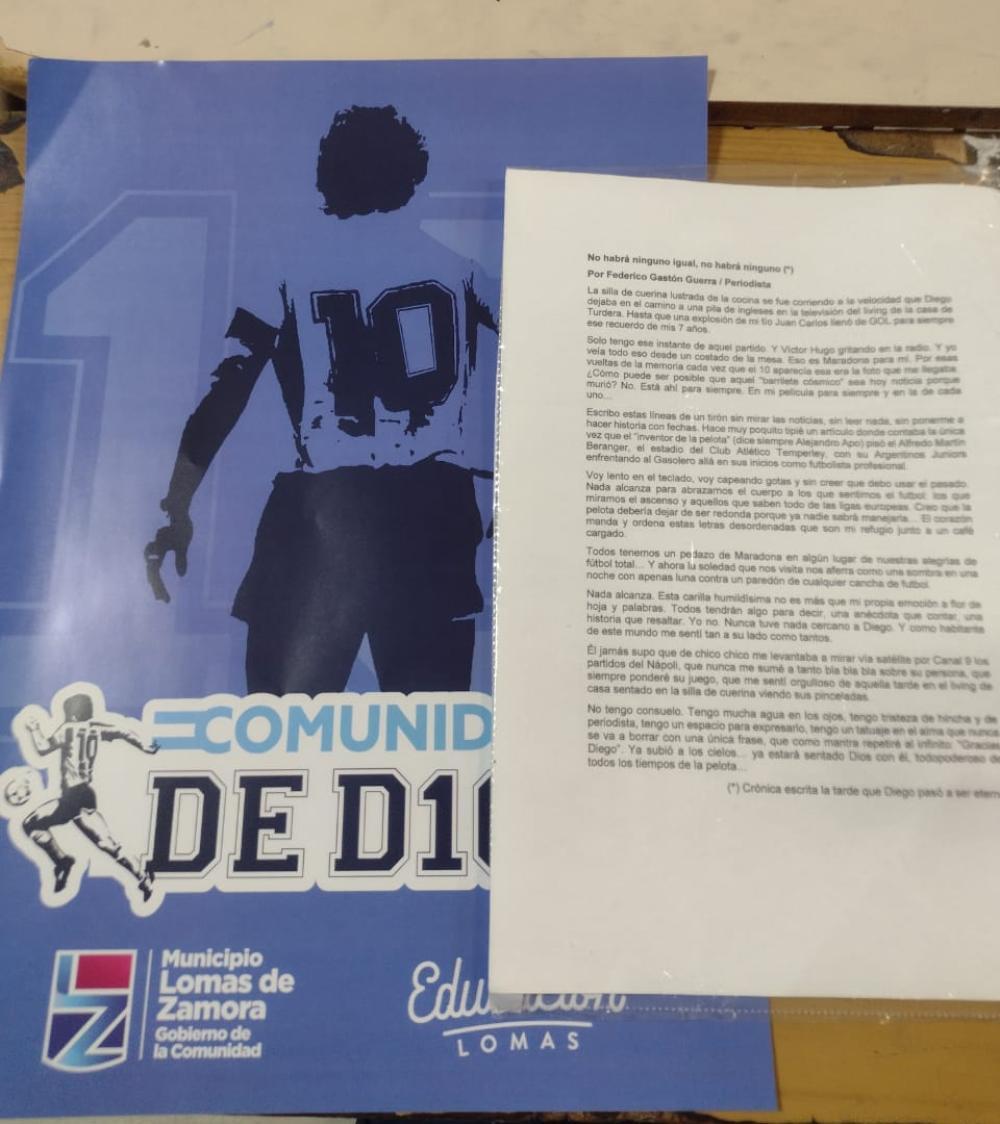 10
COMUNID
DE D10
10
Municipio
Lomas de
Zamora
Gobierno de
la Comunidad
LOMAS
No habrá ninguno igual, no habrá ninguno (*)
Por Federico Gastón Guerra / Periodista
La silla de cuerina lustrada de la cocina se fue corriendo a la velocidad que Diego
dejaba en el camino a una pila de ingleses en la televisión del living de la casa de
Turdera. Hasta que una explosión de mi tío Juan Carlos llenó de GOL para siempre
ese recuerdo de mis 7 años.
Solo tengo ese instante de aquel partido. Y Víctor Hugo gritando en la radio. Y yo
veía todo eso desde un costado de la mesa. Eso es Maradona para mí. Por esas
vueltas de la memoria cada vez que el 10 aparecía esa era la foto que me llegaba.
¿Cómo puede ser posible que aquel "barrilete cósmico" sea hoy noticia porque
murió? No. Está ahí para siempre. En mi película para siempre y en la de cada
uno...
Escribo estas líneas de un tirón sin mirar las noticias, sin leer nada, sin ponerme a
hacer historia con fechas. Hace muy poquito tipié un artículo donde contaba la única
vez que el "inventor de la pelota" (dice siempre Alejandro Apo) pisó el Alfredo Martín
Beranger, el estadio del Club Atlético Temperley, con su Argentinos Juniors
enfrentando al Gasolero allá en sus inicios como futbolista profesional.
Voy lento en el teclado, voy capeando gotas y sin creer que debo usar el pasado.
Nada alcanza para abrazarnos el cuerpo a los que sentimos el futbol: los que
miramos el ascenso y aquellos que saben todo de las ligas europeas. Creo que la
pelota debería dejar de ser redonda porque ya nadie sabrá manejarla... El corazón
manda y ordena estas letras desordenadas que son mi refugio junto a un café
cargado.
Todos tenemos un pedazo de Maradona en algún lugar de nuestras alegrías de
fútbol total... Y ahora la soledad que nos visita nos aferra como una sombra en una
noche con apenas luna contra un paredón de cualquier cancha de futbol.
Nada alcanza. Esta carilla humildísima no es más que mi propia emoción a flor de
hoja y palabras. Todos tendrán algo para decir, una anécdota que contar, una
historia que resaltar. Yo no. Nunca tuve nada cercano a Diego. Y como habitante
de este mundo me sentí tan a su lado como tantos.
Él jamás supo que de chico chico me levantaba a mirar vía satélite por Canal 9 los
partidos del Nápoli, que nunca me sumé a tanto bla bla bla sobre su persona, que
siempre ponderé su juego, que me sentí orgulloso de aquella tarde en el living de
casa sentado en la silla de cuerina viendo sus pinceladas.
No tengo consuelo. Tengo mucha agua en los ojos, tengo tristeza de hincha y de
periodista, tengo un espacio para expresarlo, tengo un tatuaje en el alma que nunca
se va a borrar con una única frase, que como mantra repetiré al infinito: "Gracias
Diego". Ya subió a los cielos... ya estará sentado Dios con él, todopoderoso de
todos los tiempos de la pelota...
(*) Crónica escrita la tarde que Diego pasó a ser etern